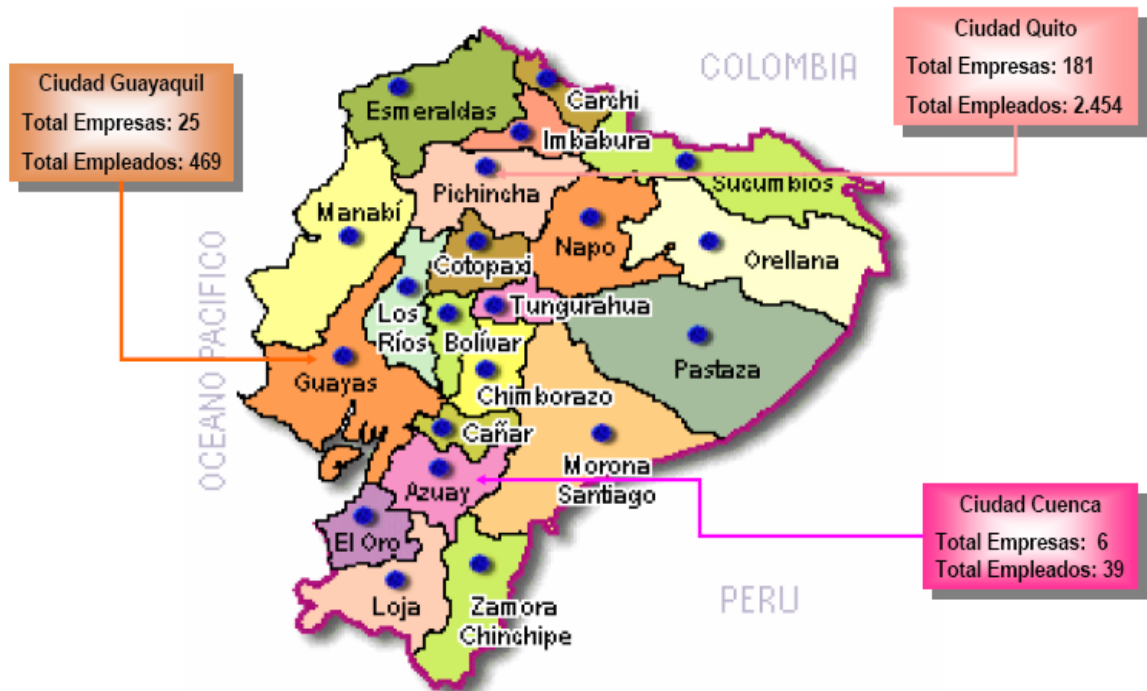 Ciudad Quito
Total Empresas: 181
Total Empleados: 2.454
Ciudad Guayaquil
Total Empresas: 25
Total Empleados: 469
COLOMBIA
Carchi
Esmeraldas
Imbabura
Sucumbios
Pichincha
Manabí
Napo
Orellana
Cotopaxi
Tungurahua
Los
Ríos
Bolívar
Pastaza
Guayas
Chimborazo
OCEANO PACIFICO
Cañar
Morona
Santiago
Azuay
Ciudad Cuenca
Total Empresas: 6
Total Empleados: 39
El Oro
PERU
Loja
Zamora
Chinchipe